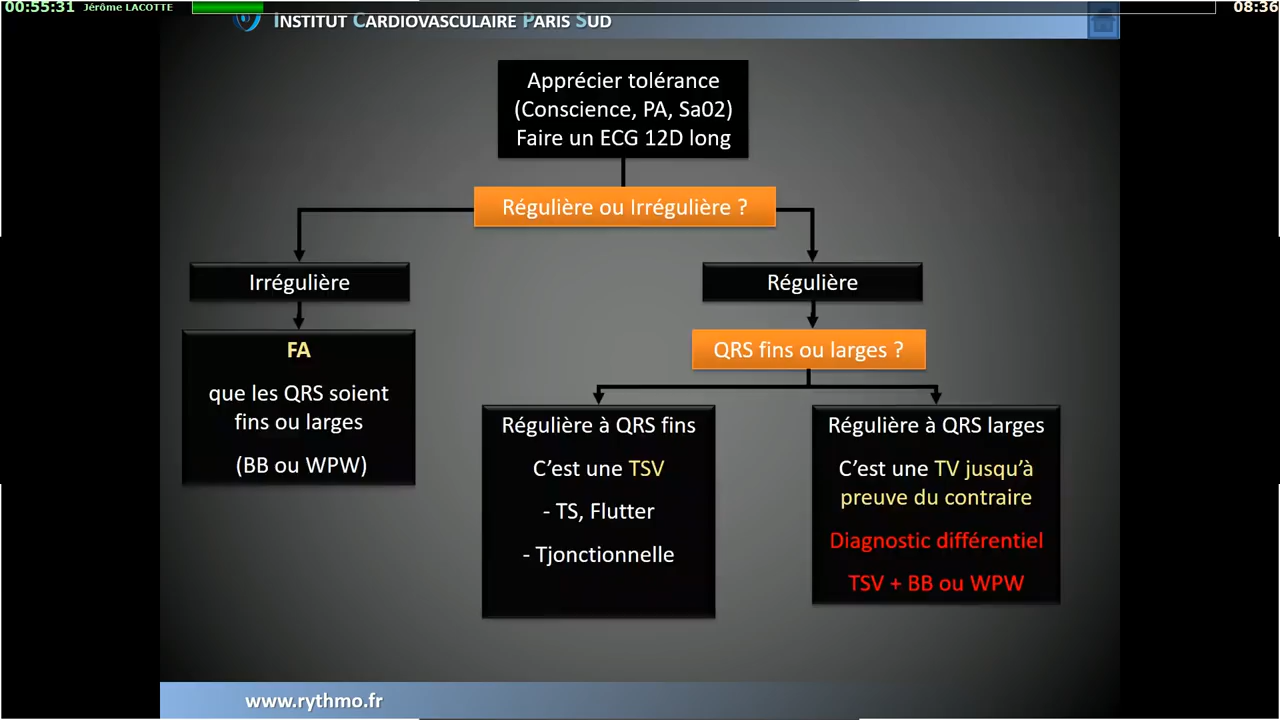 00:55:31 Jérôme LACOTTE 08:36
INSTITUT CARDIOVASCULAIRE PARIS SUD
Apprécier tolérance
(Conscience, PA, Sa02)
Faire un ECG 12D long
Régulière ou Irrégulière ?
Irrégulière
Régulière
FA
que les QRS soient
fins ou larges
(BB ou WPW)
QRS fins ou larges ?
Régulière à QRS fins
C’est une TSV
- TS, Flutter
- Tjonctionnelle
Régulière à QRS larges
C’est une TV jusqu’à
preuve du contraire
Diagnostic différentiel
TSV + BB ou WPW
www.rythmo.fr